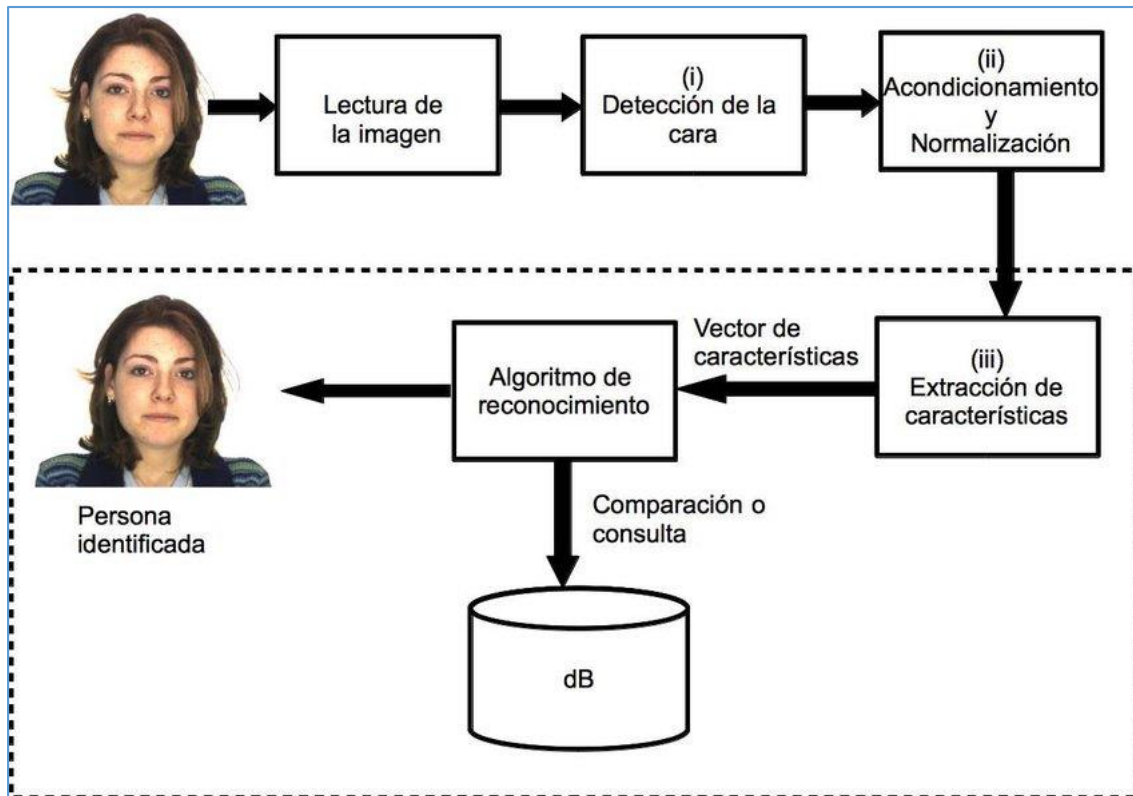 Lectura de
la imagen
(i)
Detección de la
cara
(ii)
Acondicionamiento
y
Normalización
(iii)
Extracción de
características
Vector de
características
Algoritmo de
reconocimiento
Comparación o
consulta
dB
Persona
identificada